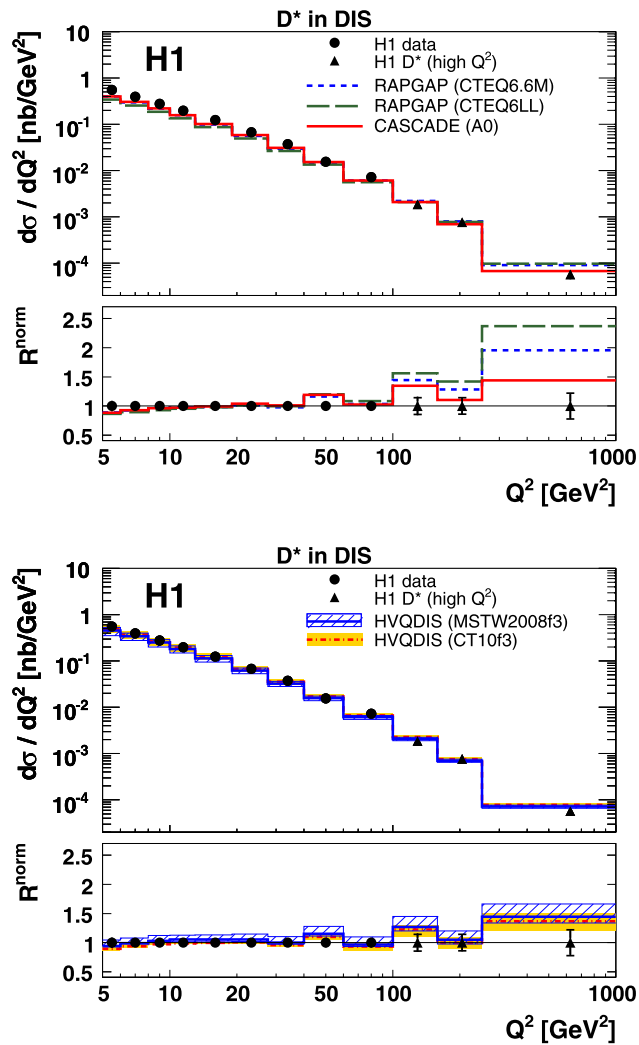 D* in DIS
H1
H1 data
H1 D* (high Q²)
RAPGAP (CTEQ6.6M)
RAPGAP (CTEQ6LL)
CASCADE (A0)
dσ / dQ² [nb/GeV²]
10
1
10⁻¹
10⁻²
10⁻³
10⁻⁴
Rⁿᵒʳᵐ
2.5
2
1.5
1
0.5
5 10 20 100 200 1000
Q² [GeV²]
D* in DIS
H1
H1 data
H1 D* (high Q²)
HVQDIS (MSTW2008f3)
HVQDIS (CT10f3)
dσ / dQ² [nb/GeV²]
10
1
10⁻¹
10⁻²
10⁻³
10⁻⁴
Rⁿᵒʳᵐ
2.5
2
1.5
1
0.5
5 10 20 50 100 200 1000
Q² [GeV²]